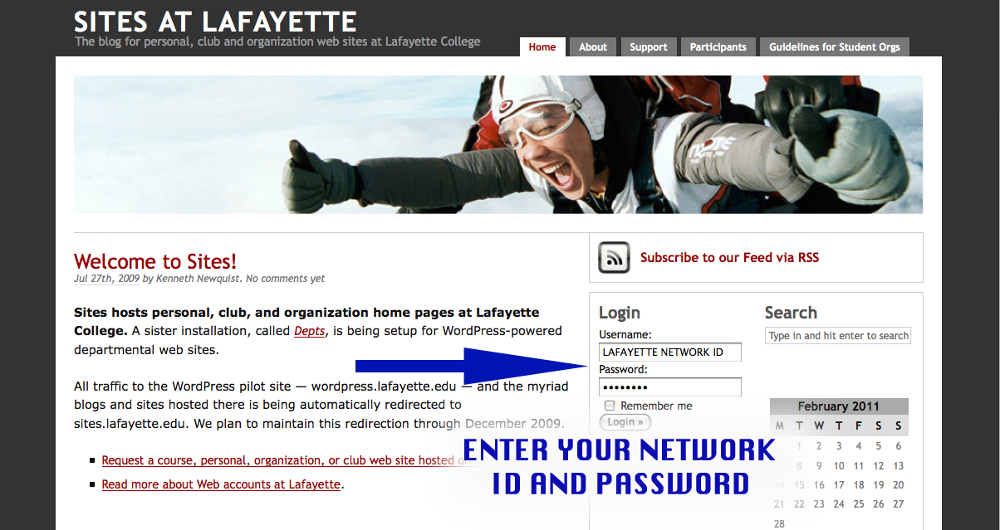 SITES AT LAFAYETTE
The blog for personal, club and organization web sites at Lafayette College
Home About Support Participants Guidelines for Student Orgs
Welcome to Sites!
Jul 27th, 2009 by Kenneth Newquist. No comments yet
Sites hosts personal, club, and organization home pages at Lafayette
College. A sister installation, called Depts, is being setup for WordPress-powered
departmental web sites.
All traffic to the WordPress pilot site — wordpress.lafayette.edu — and the myriad
blogs and sites hosted there is being automatically redirected to
sites.lafayette.edu. We plan to maintain this redirection through December 2009.
Request a course, personal, organization, or club web site hosted
Read more about Web accounts at Lafayette.
Subscribe to our Feed via RSS
Login
Username:
LAFAYETTE NETWORK ID
Password:
••••••••
Remember me
Login »
ENTER YOUR NETWORK
ID AND PASSWORD
Search
Type in and hit enter to search
February 2011
M T W T F S S
1 2 3 4 5 6
8 9 10 11 12 13
14 15 16 17 18 19 20
21 22 23 24 25 26 27
28